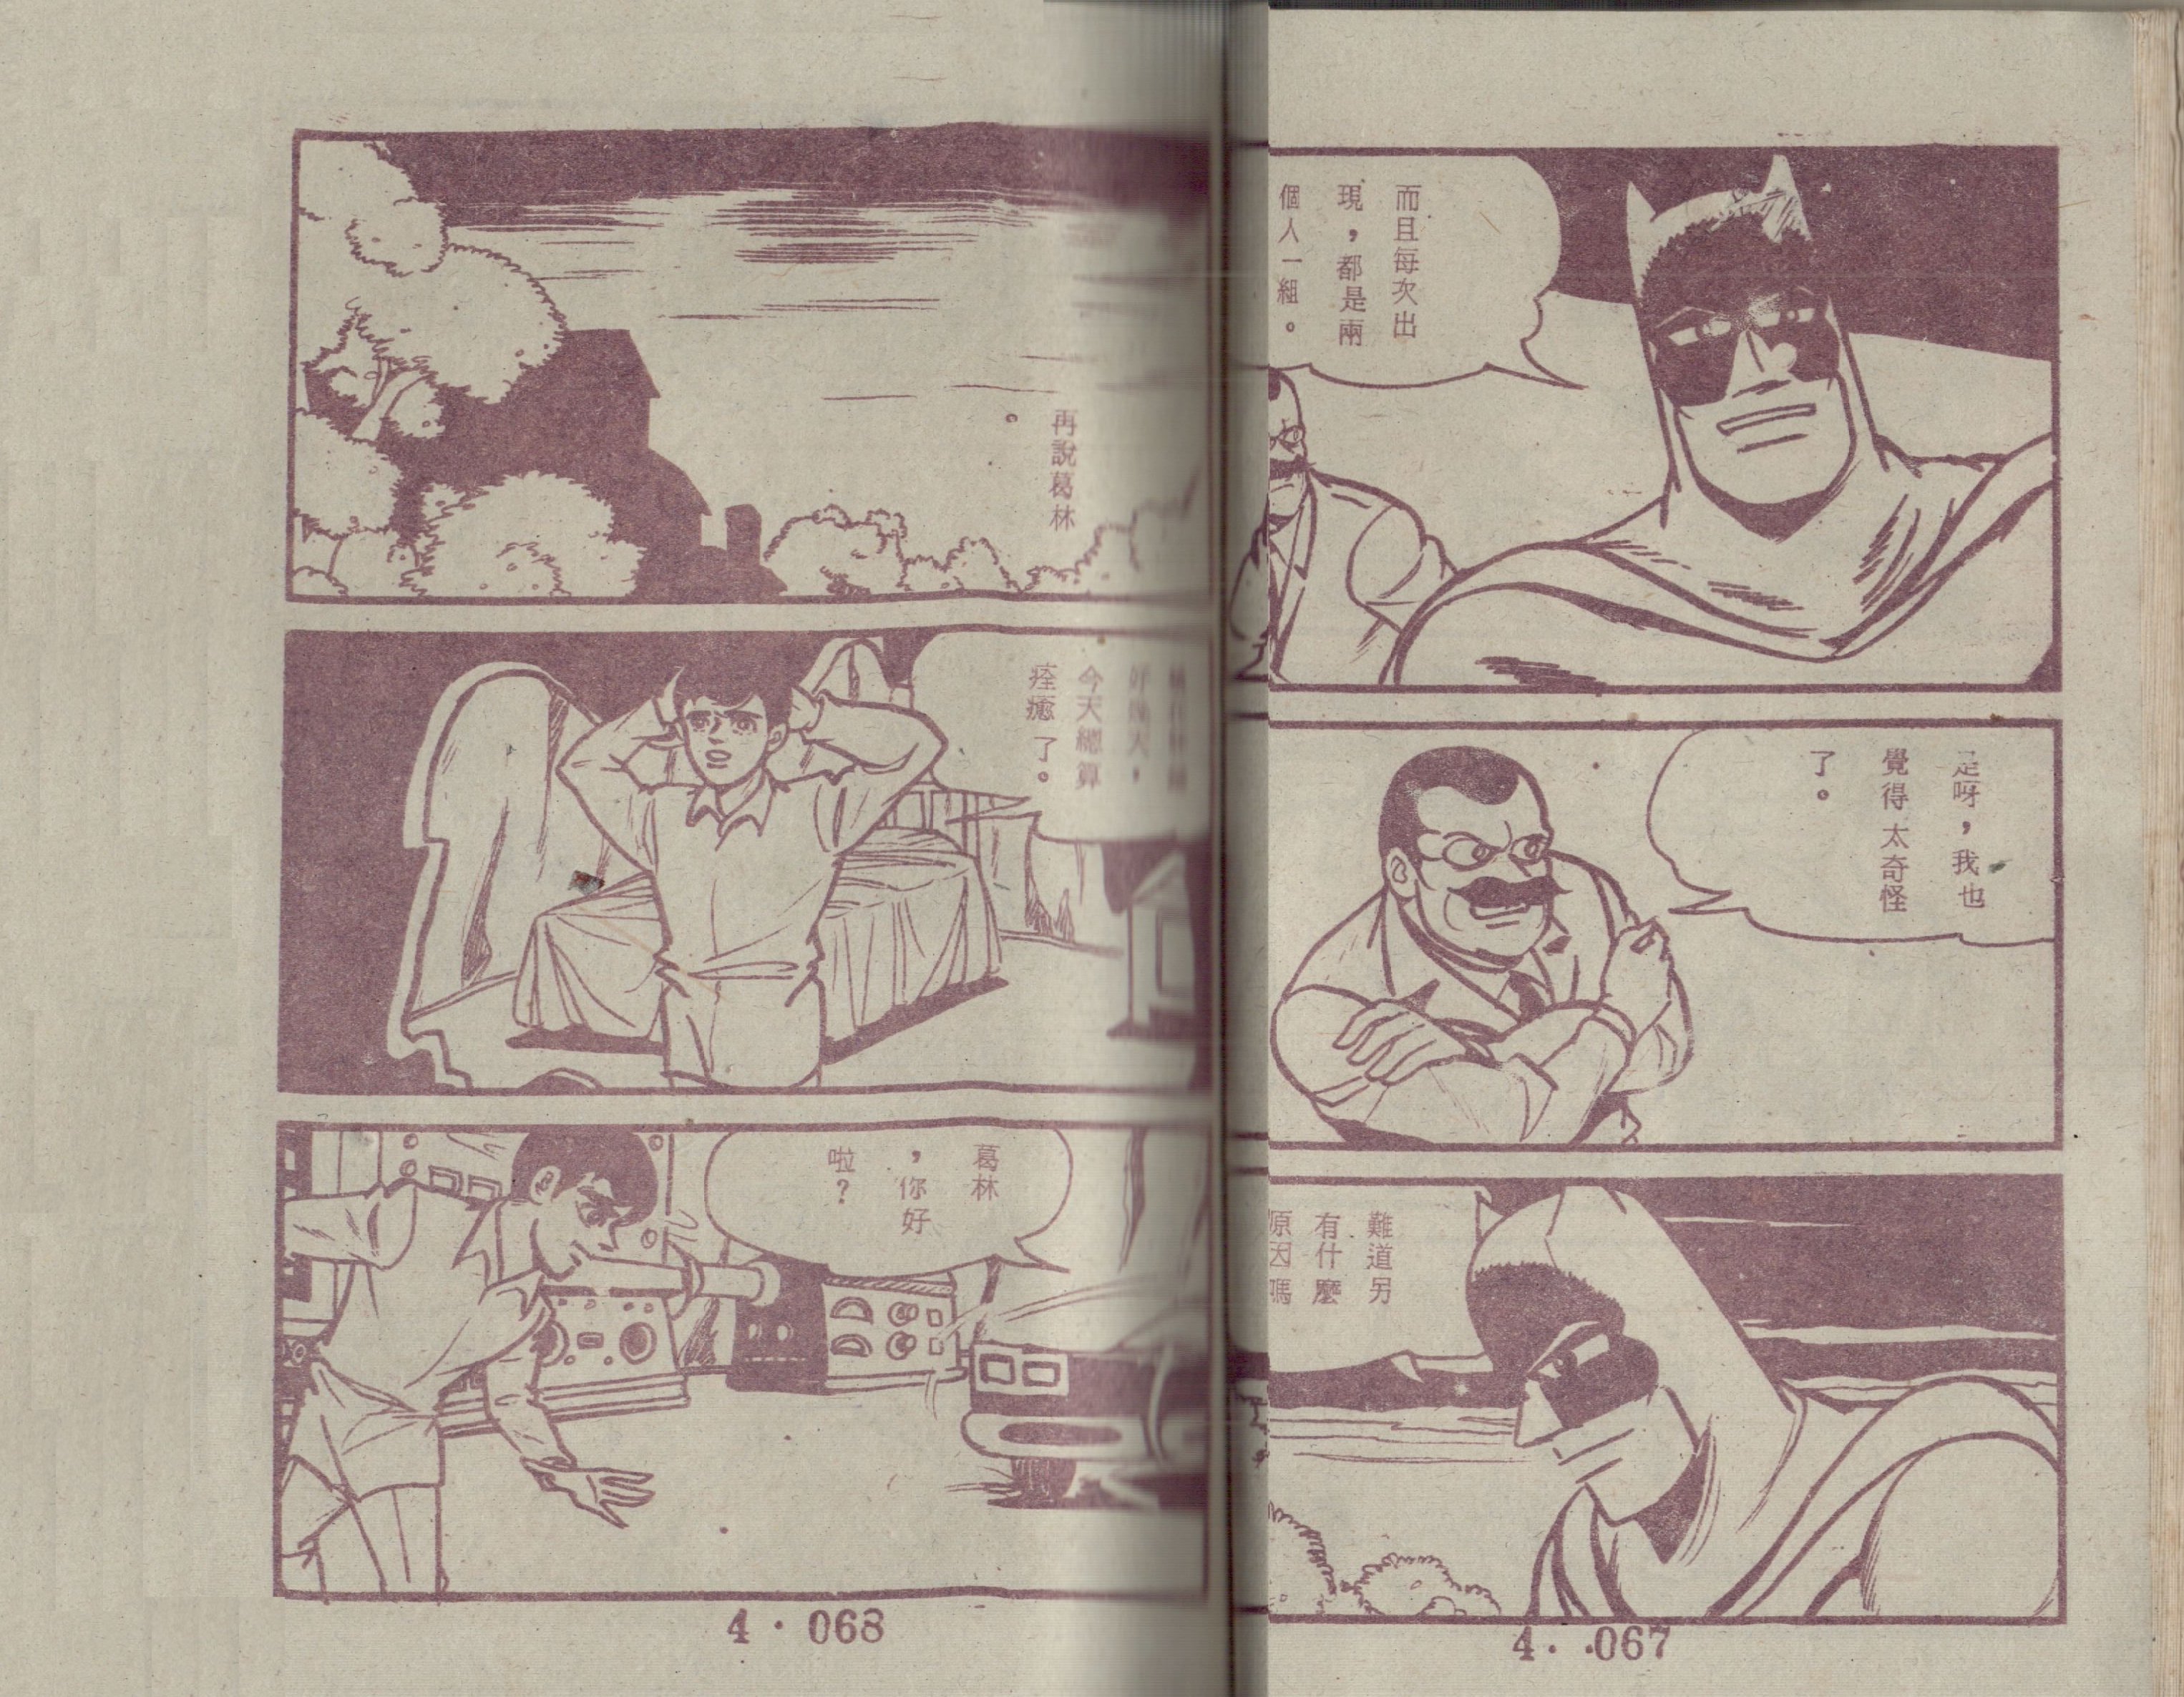 而且每次出
現，都是兩
個人一組。
是呀，我也
覺得太奇怪
了。
難道另
有什麼
原因嗎
4·067
再說葛林
。
今天總算
痊癒了。
葛林
，你好
啦？
4·068